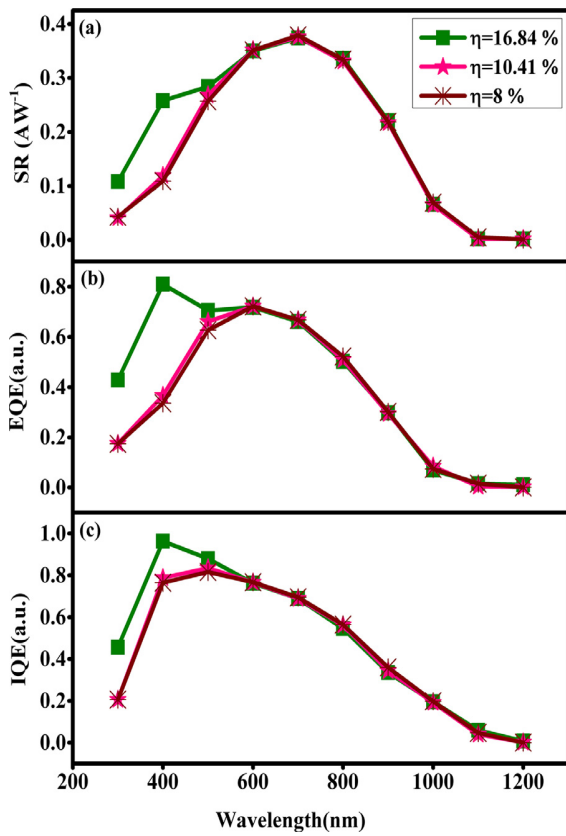 (a)
η=16.84 %
η=10.41 %
η=8 %
SR (AW⁻¹)
0.4
0.3
0.2
0.1
0.0
(b)
EQE(a.u.)
0.8
0.6
0.4
0.2
0.0
(c)
IQE(a.u.)
1.0
0.8
0.6
0.4
0.2
0.0
200 400 600 800 1000 1200
Wavelength(nm)